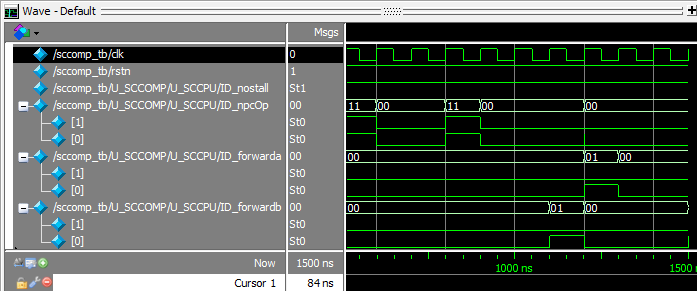 Wave - Default
Msgs
/sccomp_tb/clk 0
/sccomp_tb/rstn 1
/sccomp_tb/U_SCCOMP/U_SCCPU/ID_nostall St1
/sccomp_tb/U_SCCOMP/U_SCCPU/ID_npcOp 00 11 00 11 00 00
[1] St0
[0] St0
/sccomp_tb/U_SCCOMP/U_SCCPU/ID_forwarda 00 00 01 00
[1] St0
[0] St0
/sccomp_tb/U_SCCOMP/U_SCCPU/ID_forwardb 00 00 01 00
[1] St0
[0] St0
Now 1500 ns 1000 ns 1500
Cursor 1 84 ns